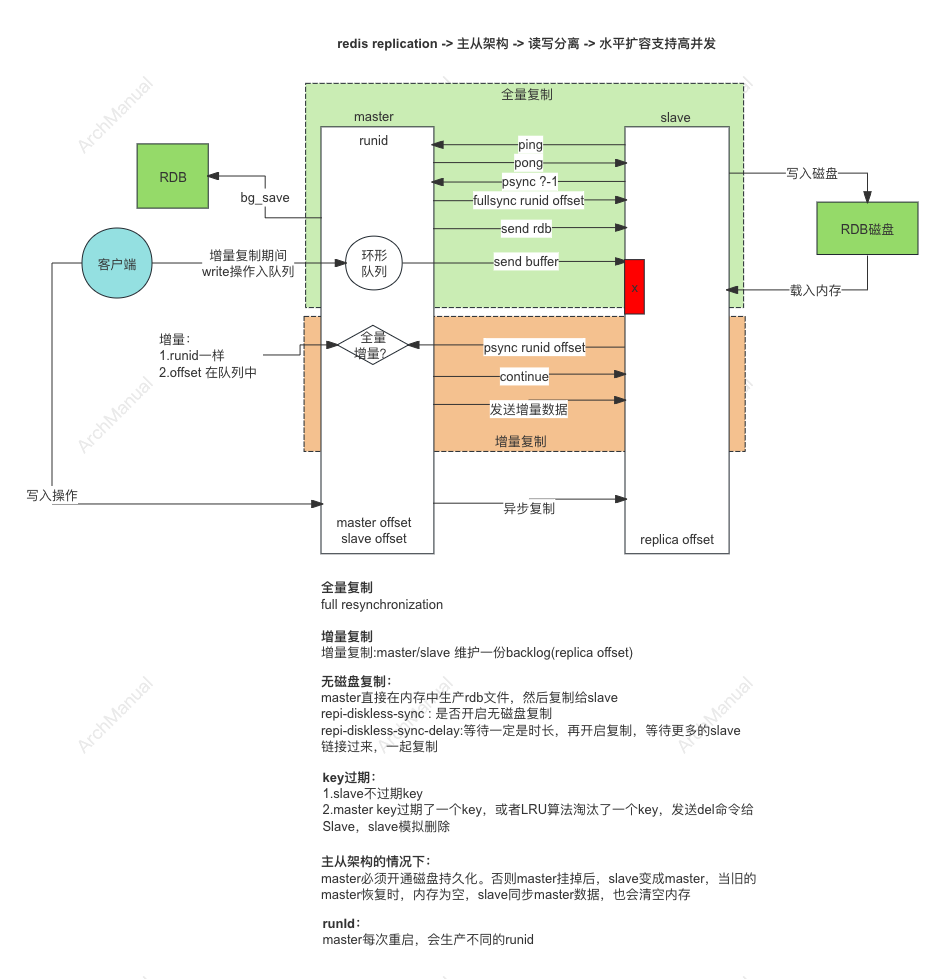 redis replication -> 主从架构 -> 读写分离 -> 水平扩容支持高并发
全量复制
master
slave
runid
ping
pong
psync ?-1
fullsync runid offset
send rdb
send buffer
RDB
bg_save
写入磁盘
RDB磁盘
载入内存
客户端
增量复制期间
write操作入队列
环形
队列
x
增量：
1.runid一样
2.offset 在队列中
全量
增量?
psync runid offset
continue
发送增量数据
增量复制
写入操作
异步复制
master offset
slave offset
replica offset
全量复制
full resynchronization
增量复制
增量复制:master/slave 维护一份backlog(replica offset)
无磁盘复制：
master直接在内存中生产rdb文件，然后复制给slave
repi-diskless-sync : 是否开启无磁盘复制
repi-diskless-sync-delay:等待一定是时长，再开启复制，等待更多的slave
链接过来，一起复制
key过期：
1.slave不过期key
2.master key过期了一个key，或者LRU算法淘汰了一个key，发送del命令给
Slave，slave模拟删除
主从架构的情况下：
master必须开通磁盘持久化。否则master挂掉后，slave变成master，当旧的
master恢复时，内存为空，slave同步master数据，也会清空内存
runId：
master每次重启，会生产不同的runid
ArchManual
ArchManual
ArchManual
ArchManual
ArchManual